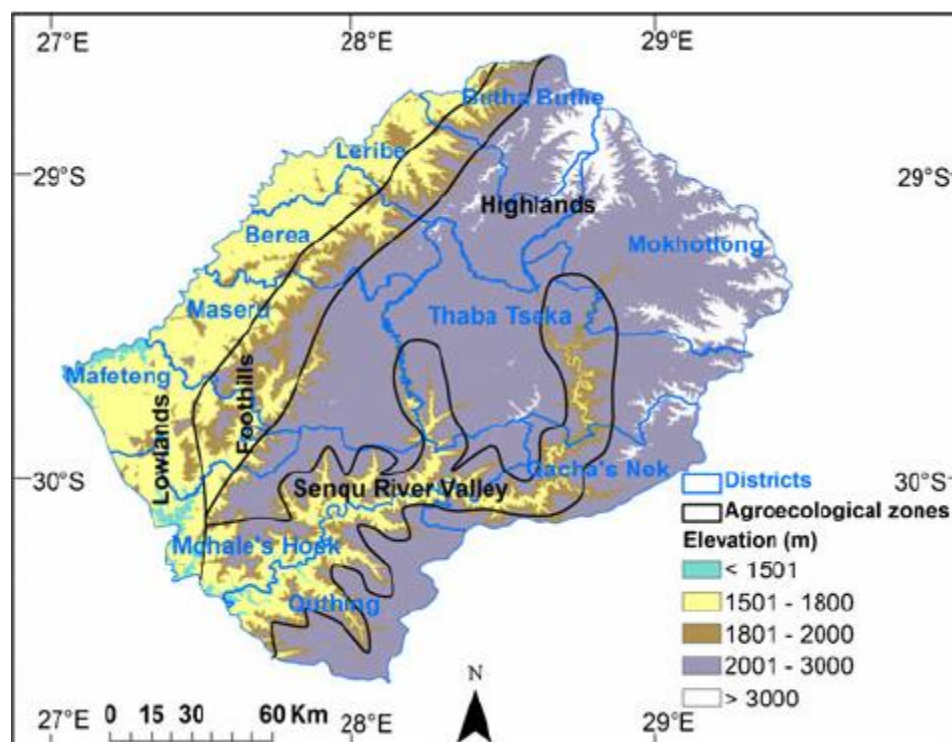 27°E 28°E 29°E
Butha Buthe
Leribe
29°S 29°S
Highlands
Berea
Mokhotlong
Maseru
Thaba Tseka
Mafeteng
Foothills
Lowlands
Qacha's Nek
30°S Senqu River Valley 30°S
Districts
Agroecological zones
Mohale's Hoek
Elevation (m)
< 1501
Quthing
1501 - 1800
1801 - 2000
2001 - 3000
N
> 3000
27°E 0 15 30 60 Km 28°E 29°E